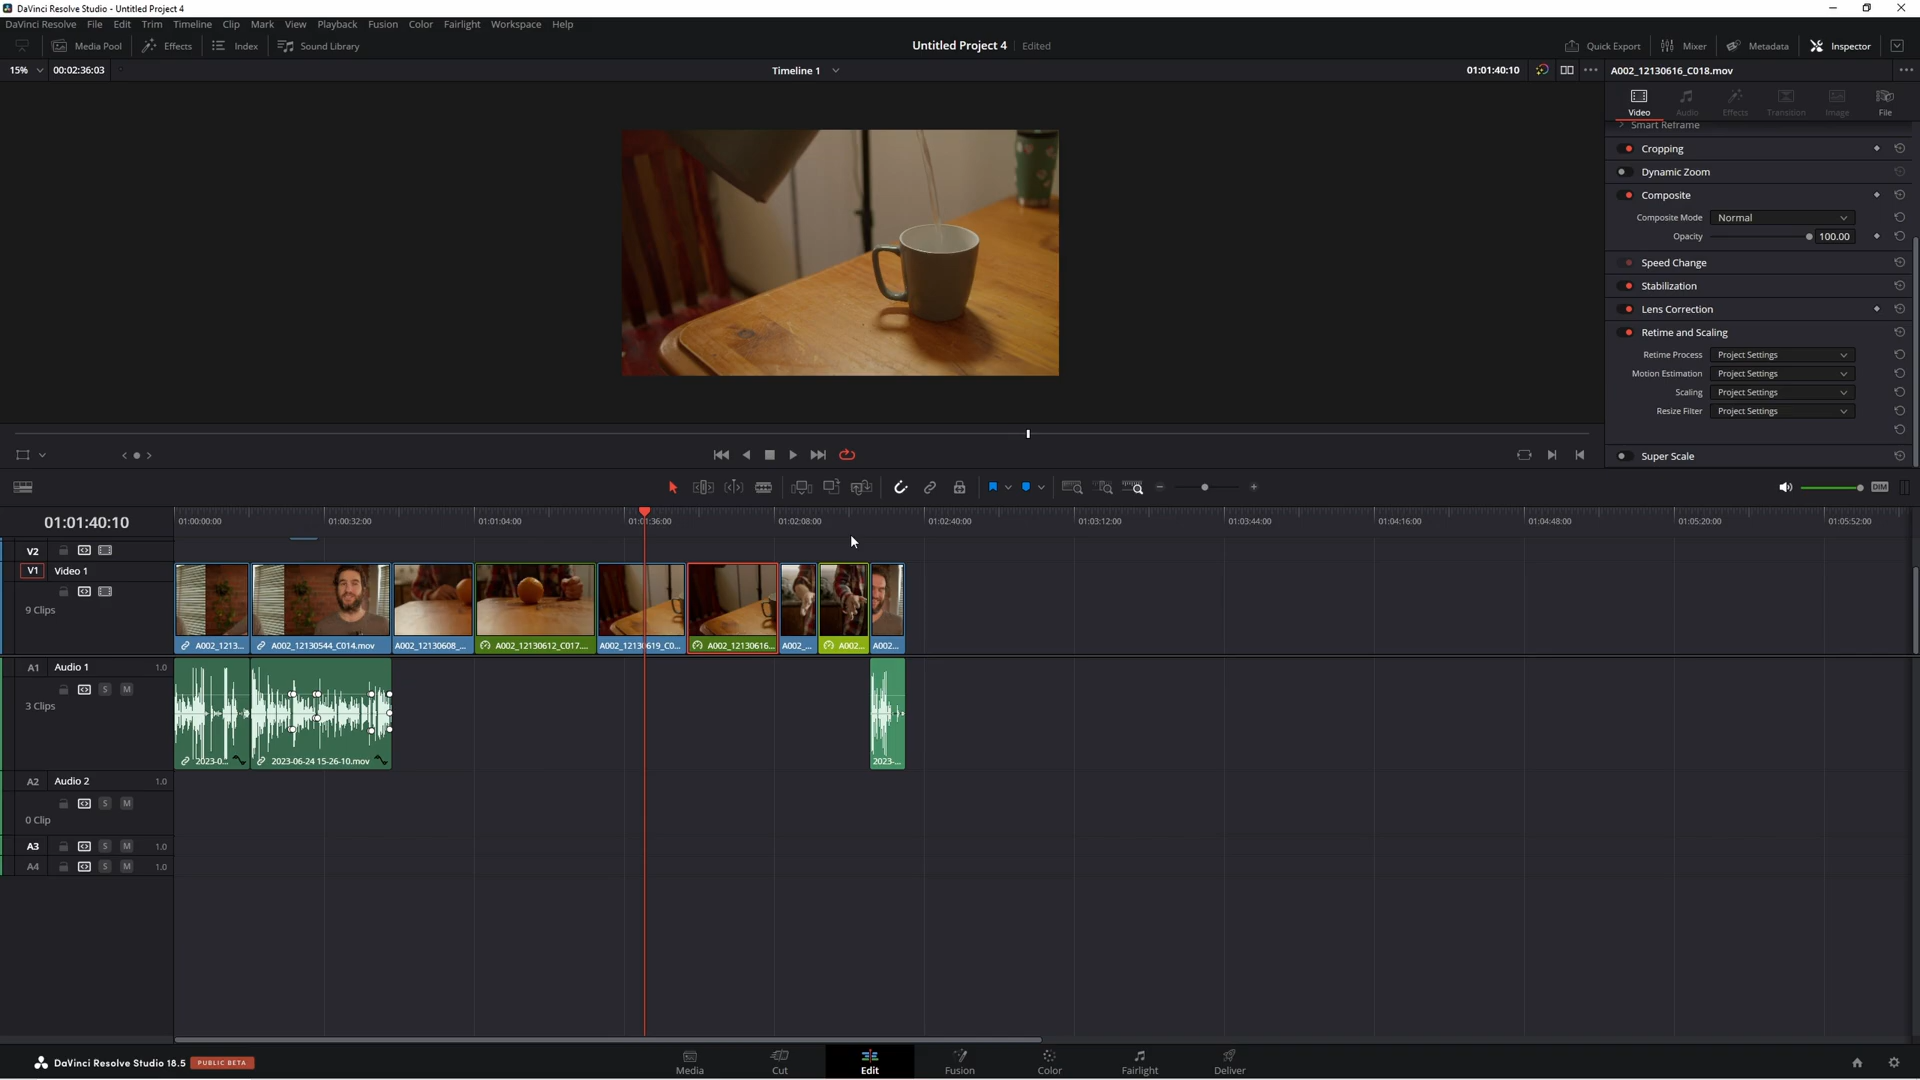 DaVinci Resolve Studio - Untitled Project 4
DaVinci Resolve File Edit Trim Timeline Clip Mark View Playback Fusion Color Fairlight Workspace Help
Media Pool Effects Index Sound Library Untitled Project 4 Edited Quick Export Mixer Metadata Inspector
15% 00:02:36:03 Timeline 1 01:01:40:10 A002_12130616_C018.mov
Video Audio Effects Transition Image File
Smart Reframe
Cropping
Dynamic Zoom
Composite
Composite Mode Normal
Opacity 100.00
Speed Change
Stabilization
Lens Correction
Retime and Scaling
Retime Process Project Settings
Motion Estimation Project Settings
Scaling Project Settings
Resize Filter Project Settings
Super Scale
DIM
01:01:40:10 01:00:00:00 01:00:32:00 01:01:04:00 01:01:36:00 01:02:08:00 01:02:40:00 01:03:12:00 01:03:44:00 01:04:16:00 01:04:48:00 01:05:20:00 01:05:52:00
V2
V1 Video 1
9 Clips
A002_1213... A002_12130544_C014.mov A002_12130608_... A002_12130612_C017.... A002_12130619_C0... A002_12130616... A002_... A002... A002...
A1 Audio 1 1.0
S M
3 Clips
2023-0... 2023-06-24 15-26-10.mov 2023-...
A2 Audio 2 1.0
S M
0 Clip
A3 S M 1.0
A4 S M 1.0
DaVinci Resolve Studio 18.5 PUBLIC BETA
Media Cut Edit Fusion Color Fairlight Deliver